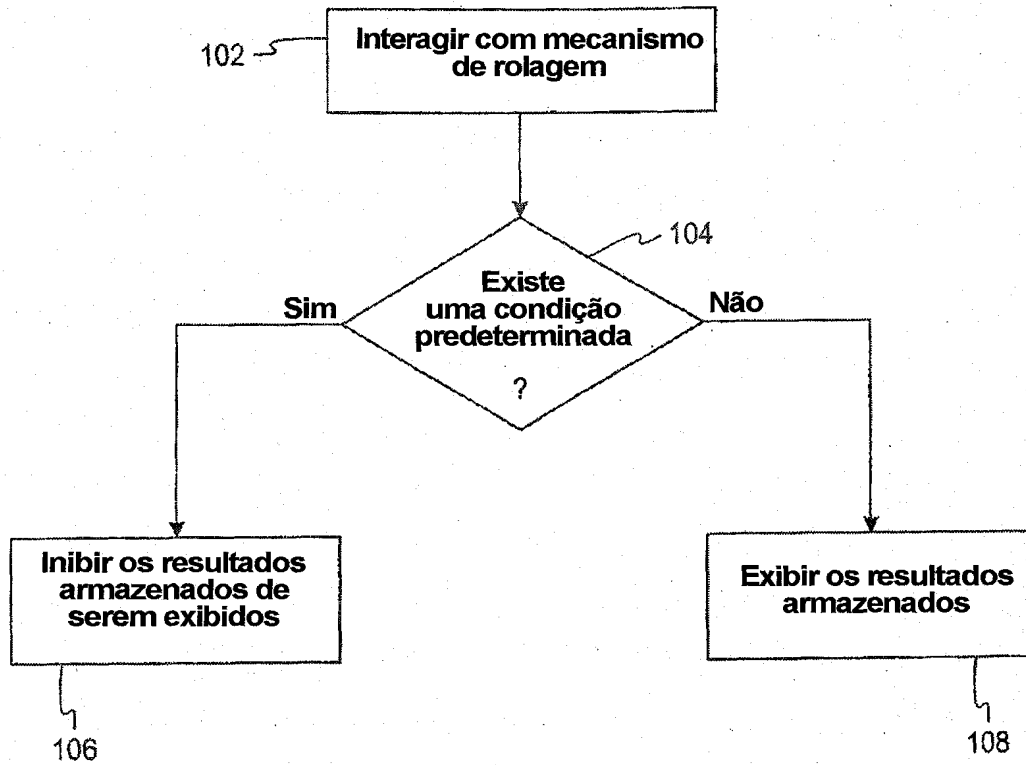 102
Interagir com mecanismo
de rolagem
104
Existe
uma condição
predeterminada
?
Sim
Não
Inibir os resultados
armazenados de
serem exibidos
Exibir os resultados
armazenados
106
108